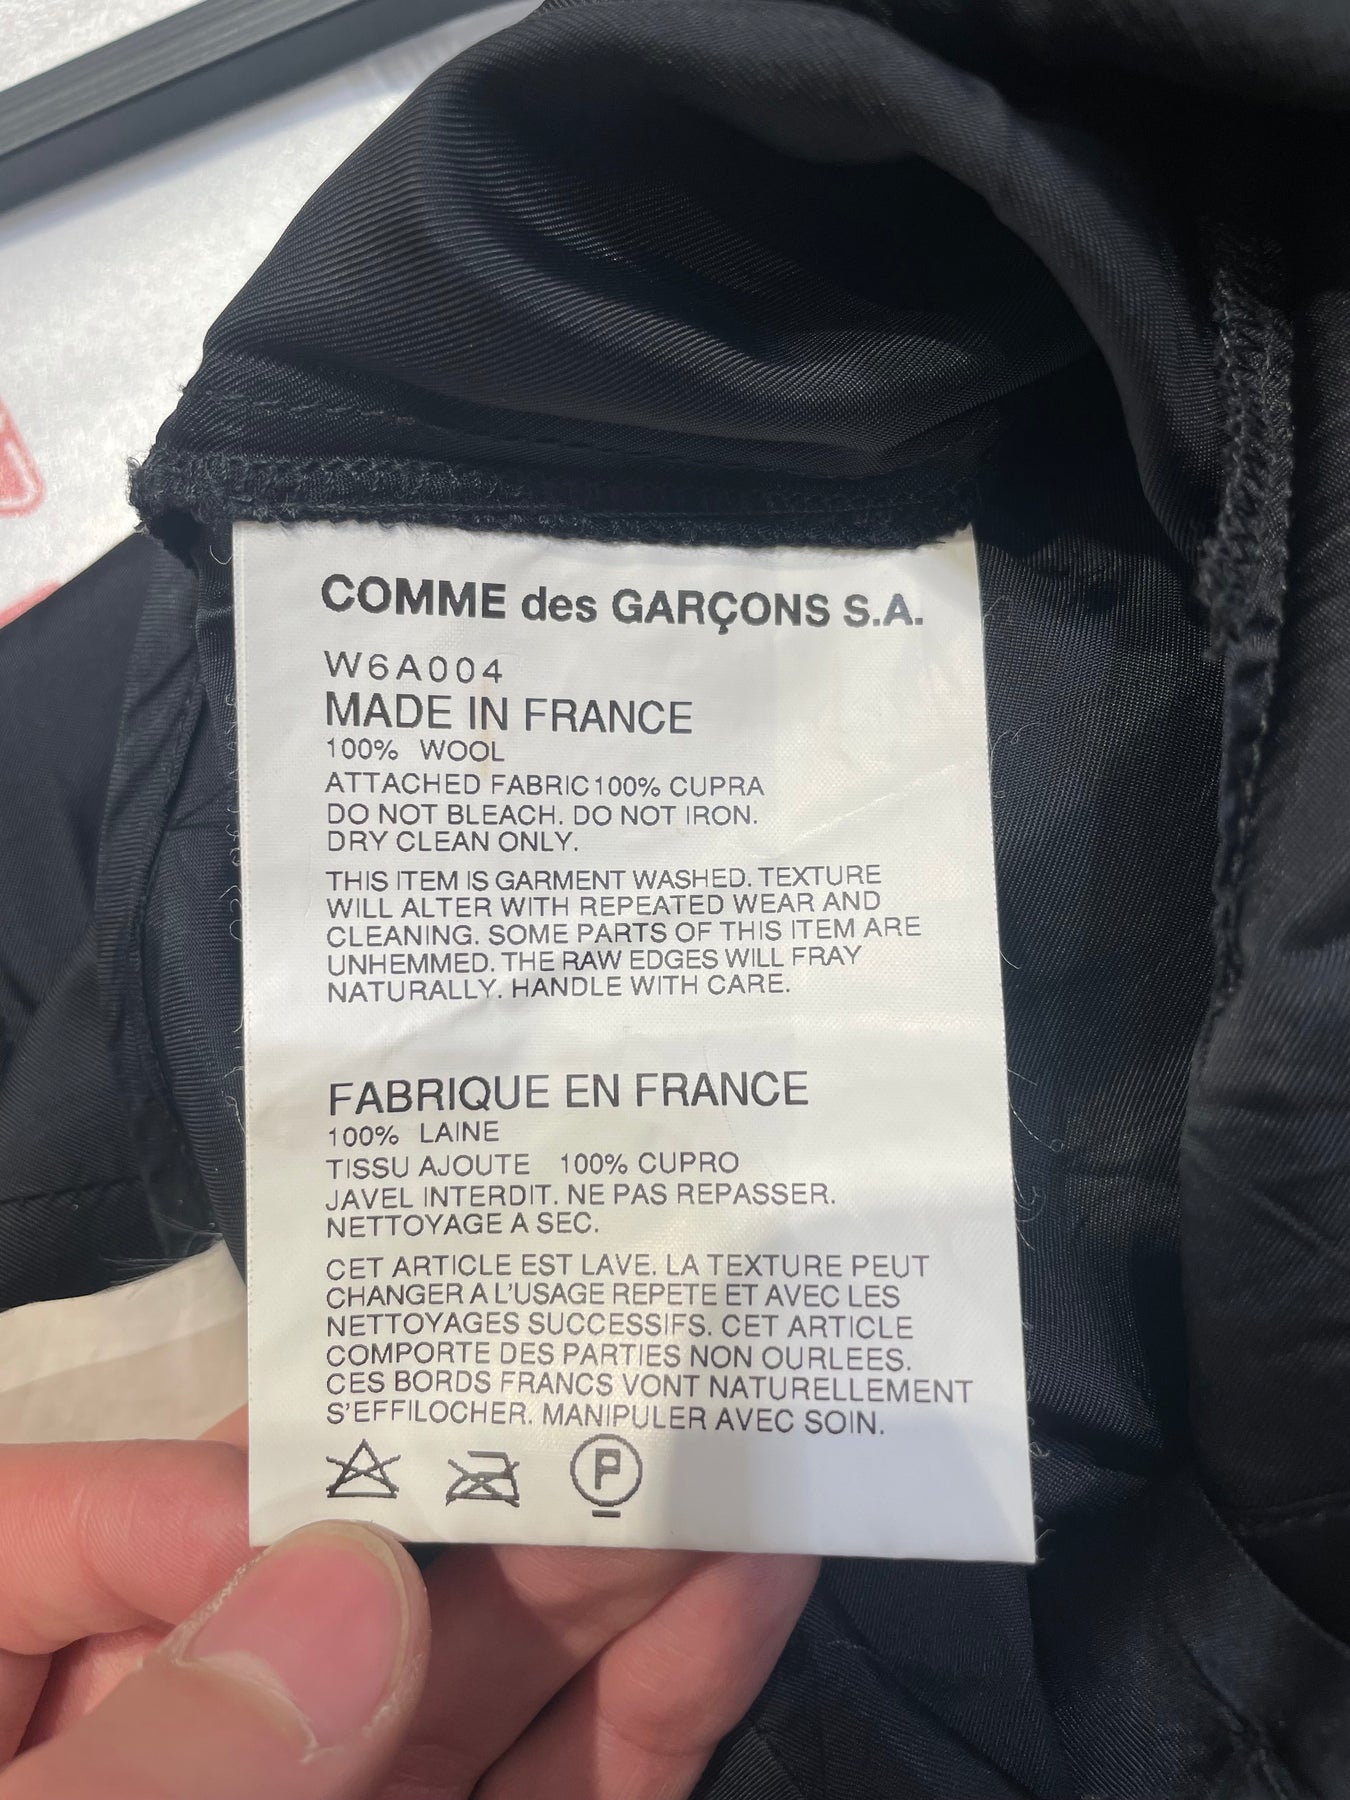 COMME des GARÇONS S.A.
W6A004
MADE IN FRANCE
100% WOOL
ATTACHED FABRIC 100% CUPRA
DO NOT BLEACH. DO NOT IRON.
DRY CLEAN ONLY.
THIS ITEM IS GARMENT WASHED. TEXTURE
WILL ALTER WITH REPEATED WEAR AND
CLEANING. SOME PARTS OF THIS ITEM ARE
UNHEMMED. THE RAW EDGES WILL FRAY
NATURALLY. HANDLE WITH CARE.
FABRIQUE EN FRANCE
100% LAINE
TISSU AJOUTE 100% CUPRO
JAVEL INTERDIT. NE PAS REPASSER.
NETTOYAGE A SEC.
CET ARTICLE EST LAVE. LA TEXTURE PEUT
CHANGER A L'USAGE REPETE ET AVEC LES
NETTOYAGES SUCCESSIFS. CET ARTICLE
COMPORTE DES PARTIES NON OURLEES.
CES BORDS FRANCS VONT NATURELLEMENT
S'EFFILOCHER. MANIPULER AVEC SOIN.
P